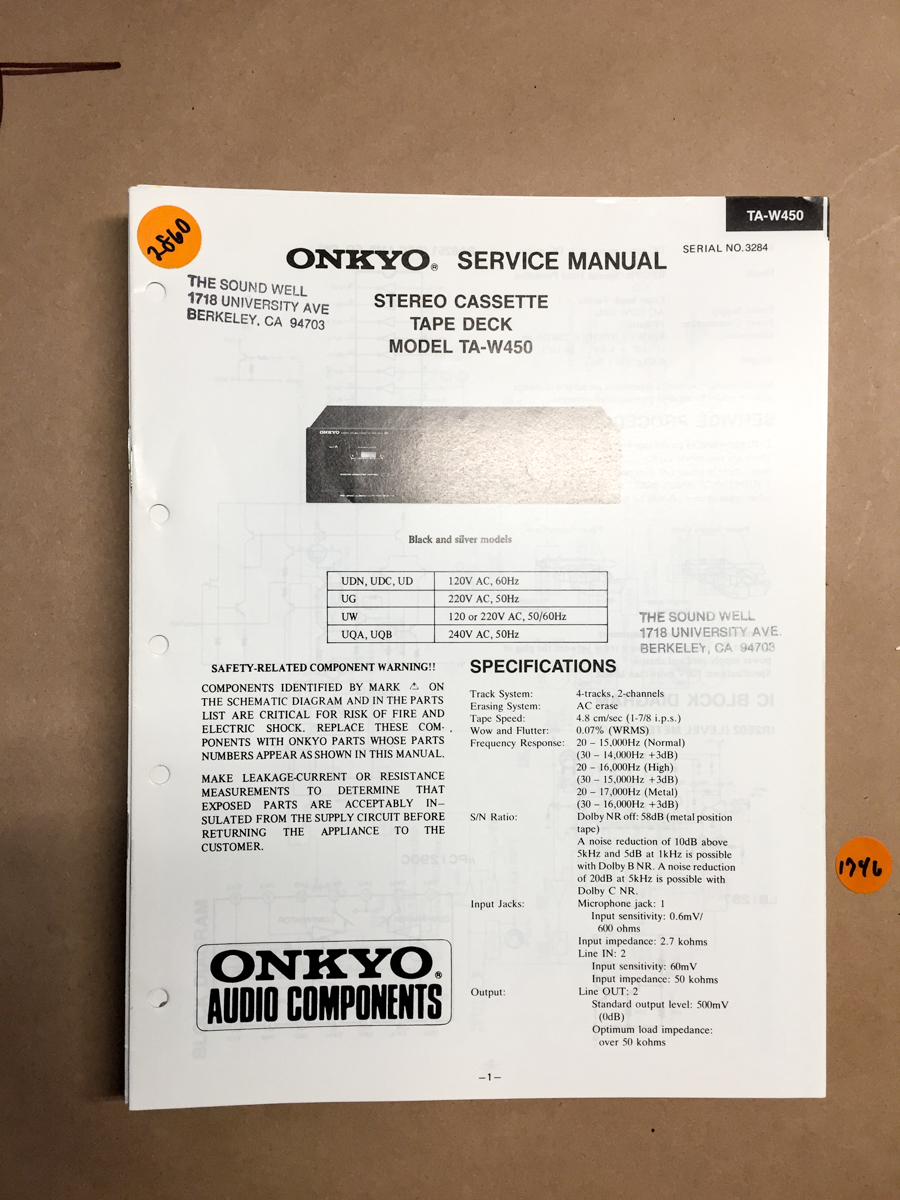 TA-W450
2860
ONKYO® SERVICE MANUAL
SERIAL NO.3284
THE SOUND WELL
1718 UNIVERSITY AVE
BERKELEY, CA 94703
STEREO CASSETTE
TAPE DECK
MODEL TA-W450
ONKYO
Black and silver models
UDN, UDC, UD 120V AC, 60Hz
UG 220V AC, 50Hz
UW 120 or 220V AC, 50/60Hz
UQA, UQB 240V AC, 50Hz
THE SOUND WELL
1718 UNIVERSITY AVE.
BERKELEY, CA 94703
SAFETY-RELATED COMPONENT WARNING!!
COMPONENTS IDENTIFIED BY MARK ⚠ ON
THE SCHEMATIC DIAGRAM AND IN THE PARTS
LIST ARE CRITICAL FOR RISK OF FIRE AND
ELECTRIC SHOCK. REPLACE THESE COM-
PONENTS WITH ONKYO PARTS WHOSE PARTS
NUMBERS APPEAR AS SHOWN IN THIS MANUAL.
MAKE LEAKAGE-CURRENT OR RESISTANCE
MEASUREMENTS TO DETERMINE THAT
EXPOSED PARTS ARE ACCEPTABLY IN–
SULATED FROM THE SUPPLY CIRCUIT BEFORE
RETURNING THE APPLIANCE TO THE
CUSTOMER.
SPECIFICATIONS
Track System: 4-tracks, 2-channels
Erasing System: AC erase
Tape Speed: 4.8 cm/sec (1-7/8 i.p.s.)
Wow and Flutter: 0.07% (WRMS)
Frequency Response: 20 – 15,000Hz (Normal)
(30 – 14,000Hz +3dB)
20 – 16,000Hz (High)
(30 – 15,000Hz +3dB)
20 – 17,000Hz (Metal)
(30 – 16,000Hz +3dB)
S/N Ratio: Dolby NR off: 58dB (metal position
tape)
A noise reduction of 10dB above
5kHz and 5dB at 1kHz is possible
with Dolby B NR. A noise reduction
of 20dB at 5kHz is possible with
Dolby C NR.
Input Jacks: Microphone jack: 1
Input sensitivity: 0.6mV/
600 ohms
Input impedance: 2.7 kohms
Line IN: 2
Input sensitivity: 60mV
Input impedance: 50 kohms
Output: Line OUT: 2
Standard output level: 500mV
(0dB)
Optimum load impedance:
over 50 kohms
1746
ONKYO®
AUDIO COMPONENTS
–1–